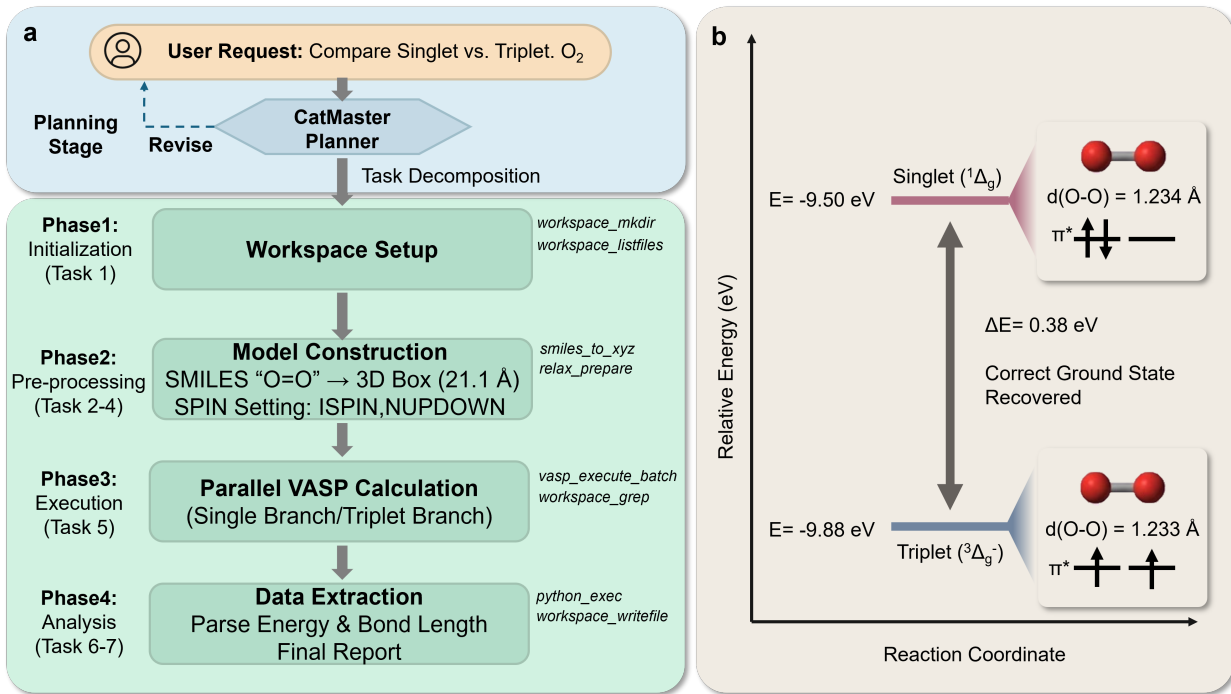 a
User Request: Compare Singlet vs. Triplet. O₂
Planning
Stage
Revise
CatMaster
Planner
Task Decomposition
Phase1:
Initialization
(Task 1)
Workspace Setup
workspace_mkdir
workspace_listfiles
Phase2:
Pre-processing
(Task 2-4)
Model Construction
SMILES “O=O” → 3D Box (21.1 Å)
SPIN Setting: ISPIN,NUPDOWN
smiles_to_xyz
relax_prepare
Phase3:
Execution
(Task 5)
Parallel VASP Calculation
(Single Branch/Triplet Branch)
vasp_execute_batch
workspace_grep
Phase4:
Analysis
(Task 6-7)
Data Extraction
Parse Energy & Bond Length
Final Report
python_exec
workspace_writefile
b
Relative Energy (eV)
E= -9.50 eV
Singlet (¹Δg)
d(O-O) = 1.234 Å
π*
ΔE= 0.38 eV
Correct Ground State
Recovered
E= -9.88 eV
Triplet (³Δg⁻)
d(O-O) = 1.233 Å
π*
Reaction Coordinate